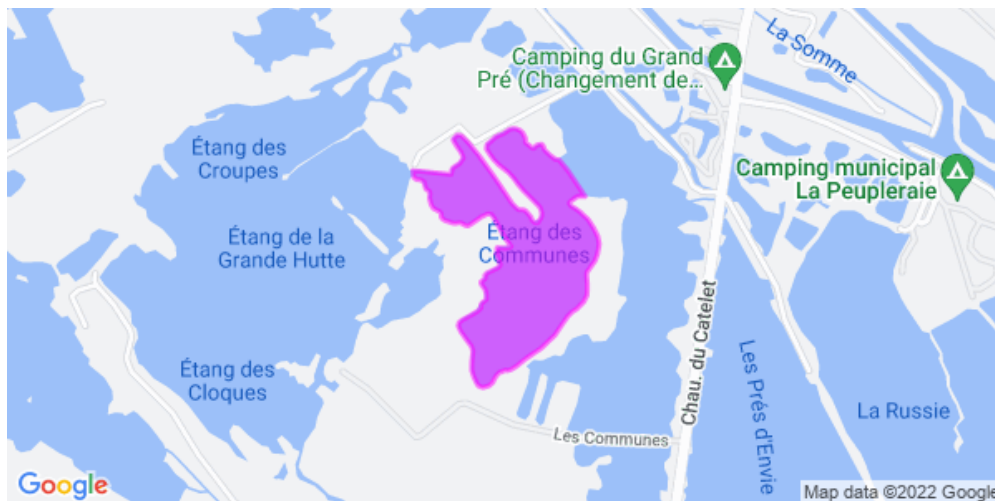 La Somme
Camping du Grand
Pré (Changement de...
Étang des
Croupes
Camping municipal
La Peupleraie
Étang de la
Grande Hutte
Étang des
Communes
Chau. du Catelet
Étang des
Cloques
Les Prés d'Envie
La Russie
Les Communes
Google
Map data ©2022 Google